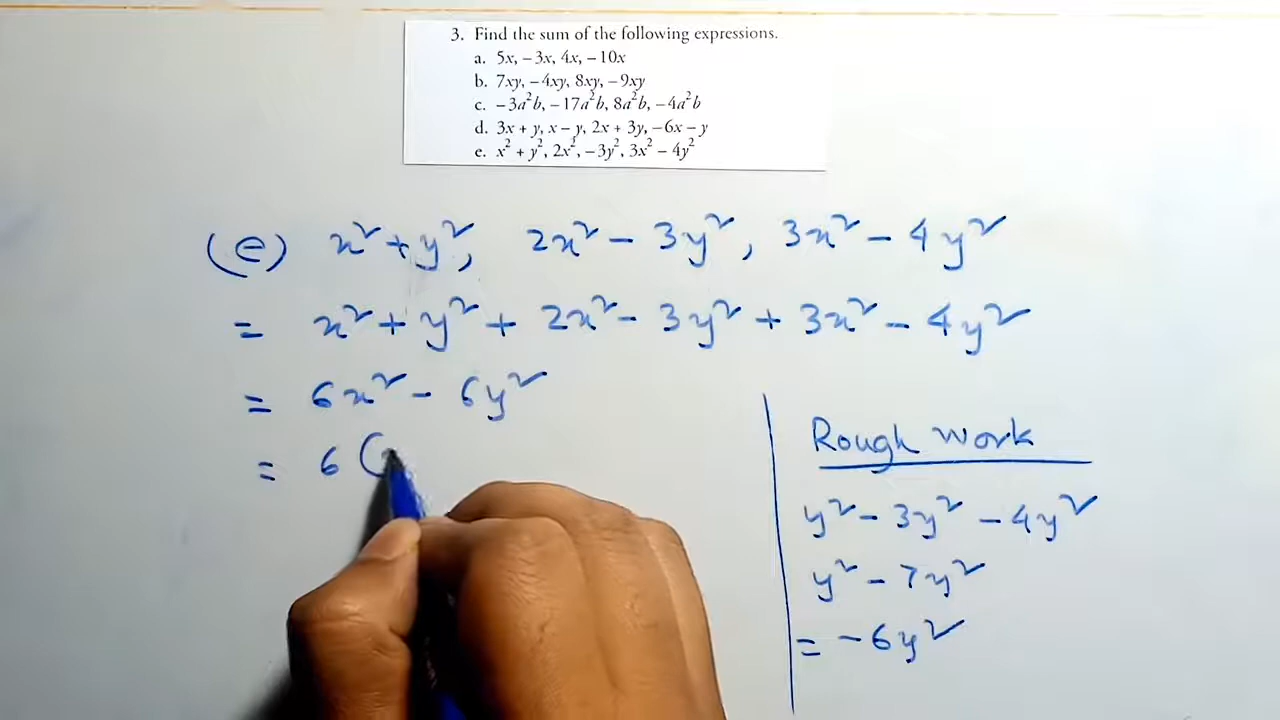 3. Find the sum of the following expressions.
a. 5x, – 3x, 4x, – 10x
b. 7xy, – 4xy, 8xy, – 9xy
c. – 3a²b, – 17a²b, 8a²b, – 4a²b
d. 3x + y, x – y, 2x + 3y, – 6x – y
e. x² + y², 2x², – 3y², 3x² – 4y²
(e) x² + y², 2x² – 3y², 3x² – 4y²
= x² + y² + 2x² – 3y² + 3x² – 4y²
= 6x² – 6y²
= 6 (
Rough Work
y² – 3y² – 4y²
y² – 7y²
= – 6y²